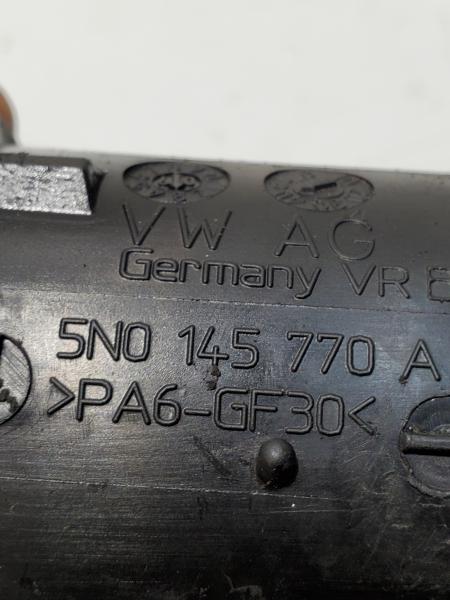 VW AG
Germany VR
5N0 145 770 A
>PA6-GF30<